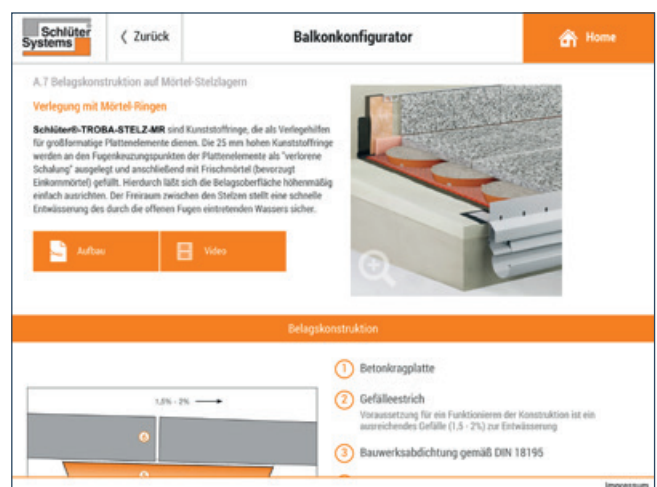 Schlüter
Systems
Zurück
Balkonkonfigurator
Home
A.7 Belagskonstruktion auf Mörtel-Stelzlagern
Verlegung mit Mörtel-Ringen
Schlüter®-TROBA-STELZ-MR sind Kunststoffringe, die als Verlegehilfen
für großformatige Plattenelemente dienen. Die 25 mm hohen Kunststoffringe
werden an den Fugenkeuzungspunkten der Plattenelemente als "verlorene
Schalung" ausgelegt und anschließend mit Frischmörtel (bevorzugt
Einkornmörtel) gefüllt. Hierdurch läßt sich die Belagsoberfläche höhenmäßig
einfach ausrichten. Der Freiraum zwischen den Stelzen stellt eine schnelle
Entwässerung des durch die offenen Fugen eintretenden Wassers sicher.
Aufbau
Video
Belagskonstruktion
1 Betonkragplatte
2 Gefälleestrich
Voraussetzung für ein Funktionieren der Konstruktion ist ein
ausreichendes Gefälle (1,5 - 2%) zur Entwässerung
3 Bauwerksabdichtung gemäß DIN 18195
1,5% - 2%
Impressum